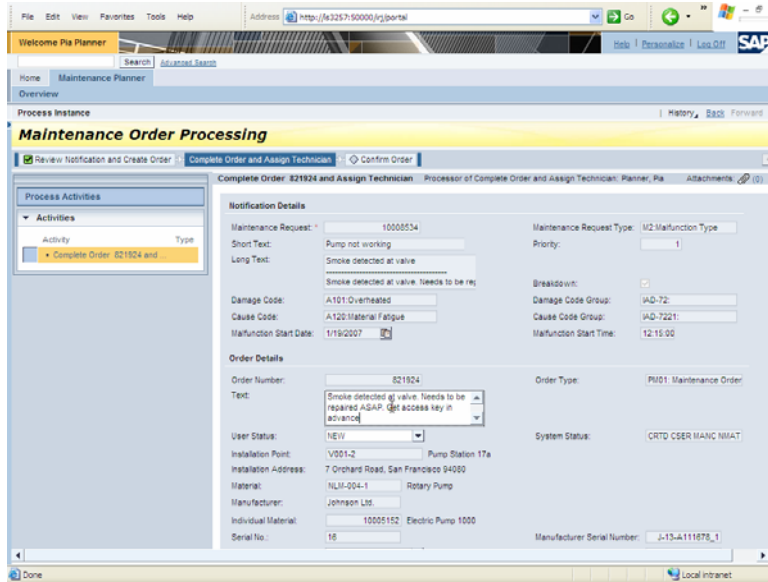 File Edit View Favorites Tools Help Address http://ls3257:50000/irj/portal Go
Welcome Pia Planner Help | Personalize | Log Off SAP
Search Advanced Search
Home Maintenance Planner
Overview
Process Instance | History Back Forward
Maintenance Order Processing
Review Notification and Create Order Complete Order and Assign Technician Confirm Order
Complete Order 821924 and Assign Technician Processor of Complete Order and Assign Technician: Planner, Pia Attachments (0)
Process Activities
Activities
Activity Type
Complete Order 821924 and ...
Notification Details
Maintenance Request: * 10008534 Maintenance Request Type: M2:Malfunction Type
Short Text: Pump not working Priority: 1
Long Text: Smoke detected at valve
Smoke detected at valve. Needs to be rep Breakdown:
Damage Code: A101:Overheated Damage Code Group: IAD-72:
Cause Code: A120:Material Fatigue Cause Code Group: IAD-7221:
Malfunction Start Date: 1/19/2007 Malfunction Start Time: 12:15:00
Order Details
Order Number: 821924 Order Type: PM01: Maintenance Order
Text: Smoke detected at valve. Needs to be
repaired ASAP. Get access key in
advance
User Status: NEW System Status: CRTD CSER MANC NMAT
Installation Point: V001-2 Pump Station 17a
Installation Address: 7 Orchard Road, San Francisco 94080
Material: NLM-004-1 Rotary Pump
Manufacturer: Johnson Ltd.
Individual Material: 10005152 Electric Pump 1000
Serial No.: 16 Manufacturer Serial Number: J-13-A111678_1
Done Local intranet